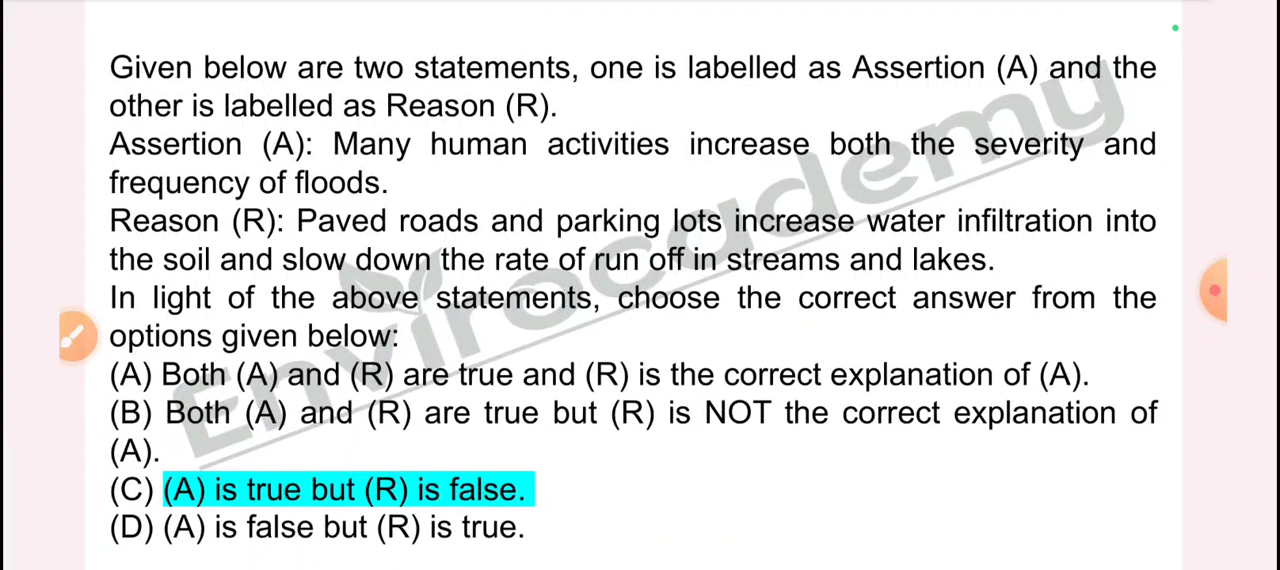 Given below are two statements, one is labelled as Assertion (A) and the
other is labelled as Reason (R).
Assertion (A): Many human activities increase both the severity and
frequency of floods.
Reason (R): Paved roads and parking lots increase water infiltration into
the soil and slow down the rate of run off in streams and lakes.
In light of the above statements, choose the correct answer from the
options given below:
(A) Both (A) and (R) are true and (R) is the correct explanation of (A).
(B) Both (A) and (R) are true but (R) is NOT the correct explanation of
(A).
(C) (A) is true but (R) is false.
(D) (A) is false but (R) is true.
Envirocademy